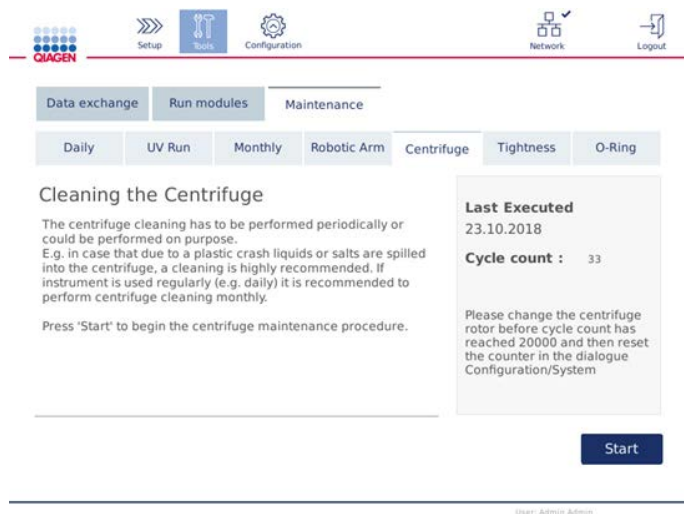 QIAGEN
Setup
Tools
Configuration
Network
Logout
Data exchange
Run modules
Maintenance
Daily
UV Run
Monthly
Robotic Arm
Centrifuge
Tightness
O-Ring
Cleaning the Centrifuge
The centrifuge cleaning has to be performed periodically or
could be performed on purpose.
E.g. in case that due to a plastic crash liquids or salts are spilled
into the centrifuge, a cleaning is highly recommended. If
instrument is used regularly (e.g. daily) it is recommended to
perform centrifuge cleaning monthly.
Press 'Start' to begin the centrifuge maintenance procedure.
Last Executed
23.10.2018
Cycle count : 33
Please change the centrifuge
rotor before cycle count has
reached 20000 and then reset
the counter in the dialogue
Configuration/System
Start
User: Admin Admin